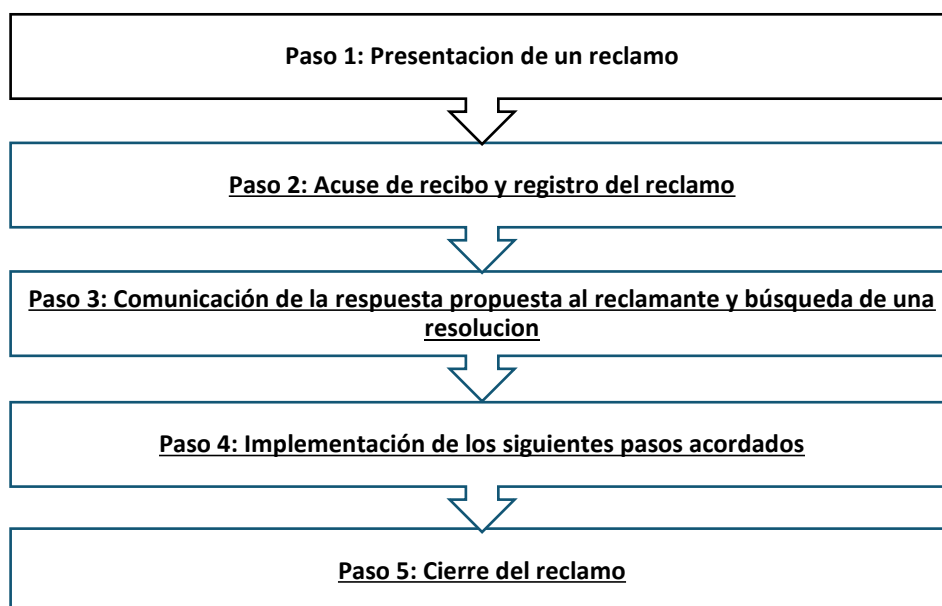 Paso 1: Presentacion de un reclamo
Paso 2: Acuse de recibo y registro del reclamo
Paso 3: Comunicación de la respuesta propuesta al reclamante y búsqueda de una
resolucion
Paso 4: Implementación de los siguientes pasos acordados
Paso 5: Cierre del reclamo